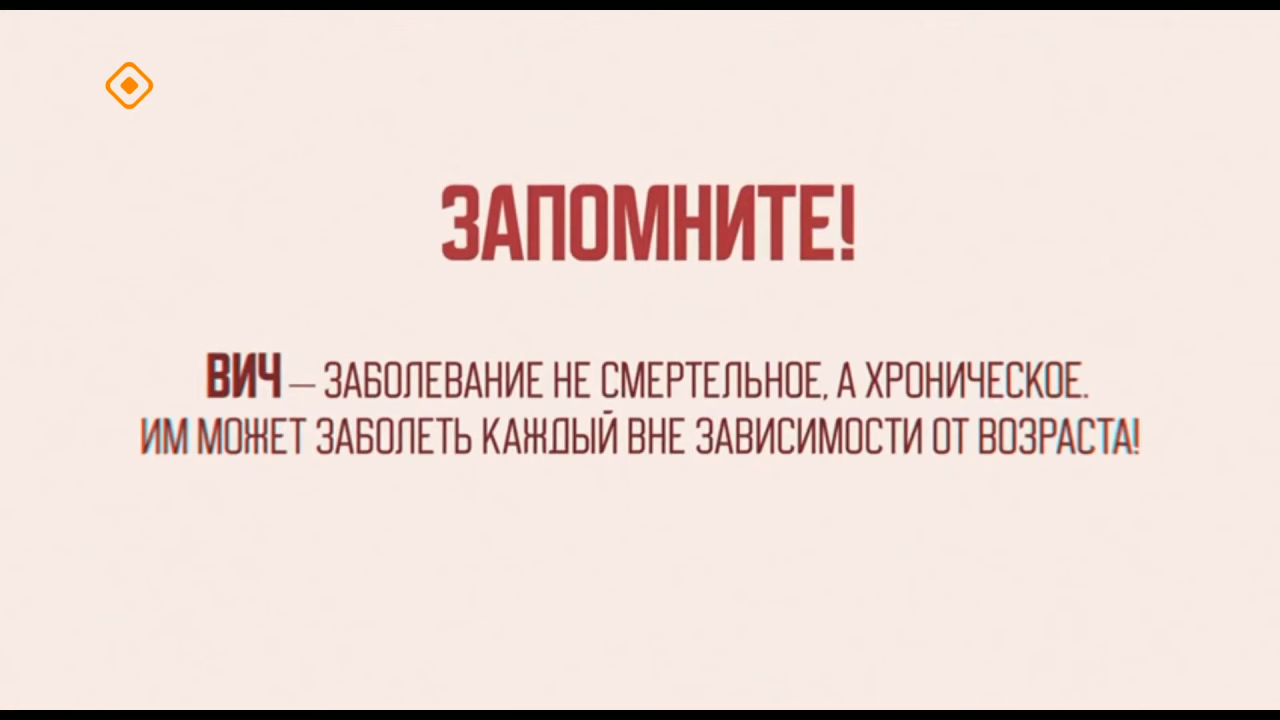 ЗАПОМНИТЕ!
ВИЧ – ЗАБОЛЕВАНИЕ НЕ СМЕРТЕЛЬНОЕ, А ХРОНИЧЕСКОЕ.
ИМ МОЖЕТ ЗАБОЛЕТЬ КАЖДЫЙ ВНЕ ЗАВИСИМОСТИ ОТ ВОЗРАСТА!